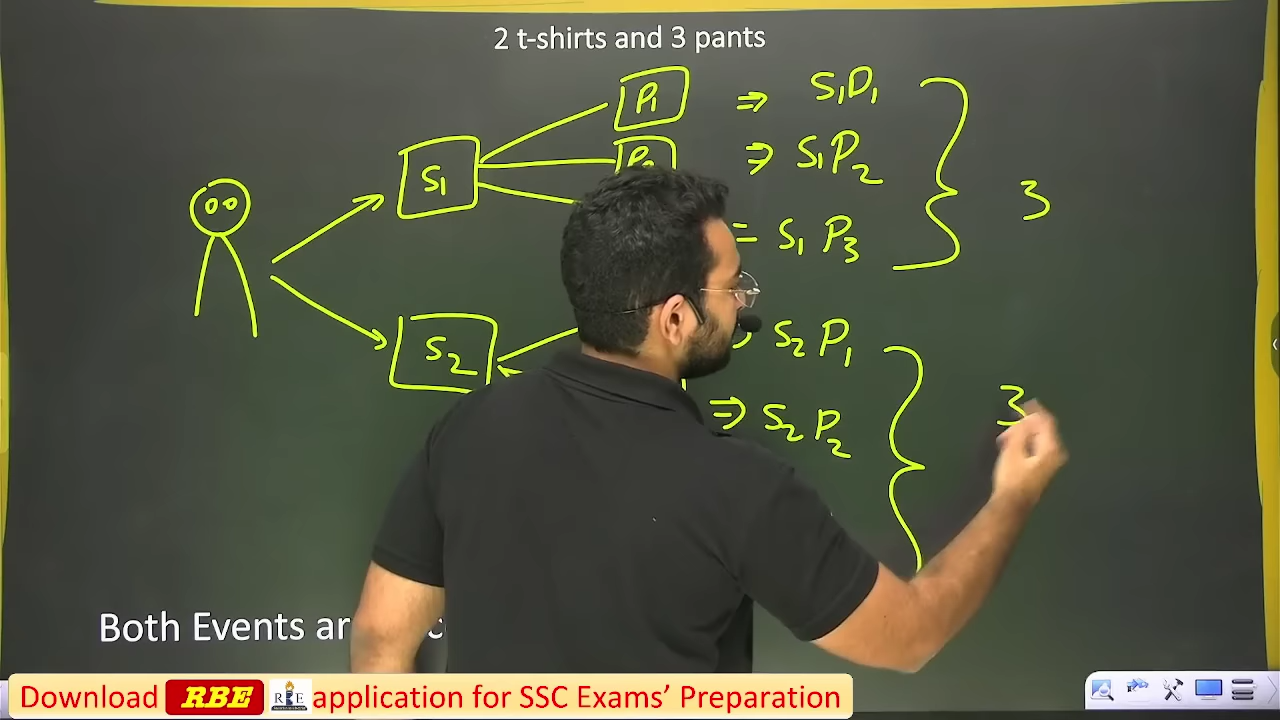 2 t-shirts and 3 pants
P1 ⇒ S1P1
P2 ⇒ S1P2
= S1 P3
3
S1
S2
S2 P1
⇒ S2 P2
3
Both Events ar
Download RBE RBE application for SSC Exams' Preparation